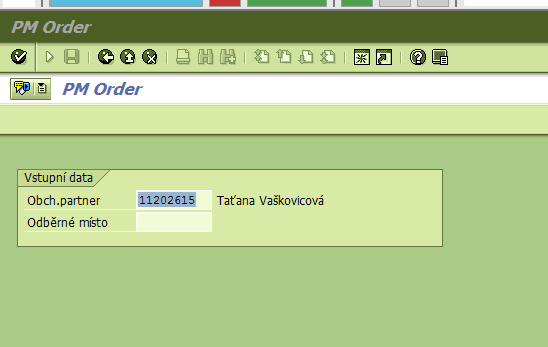 PM Order
PM Order
Vstupní data
Obch.partner 11202615 Taťana Vaškovicová
Odběrné místo